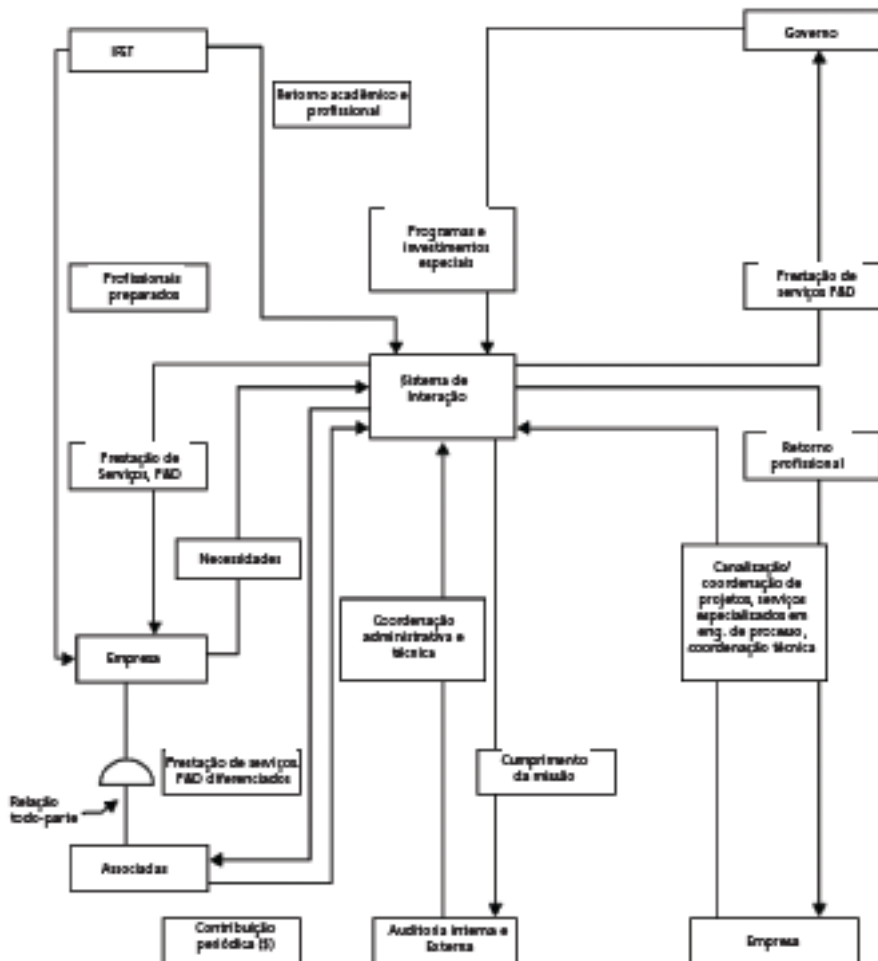 Governo
Retorno acadêmico e
profissional
Programas e
investimentos
especiais
Profissionais
preparados
Prestação de
serviços P&D
Sistema de
Interação
Prestação de
Serviços, P&D
Retorno
profissional
Necessidades
Canalização/
coordenação de
projetos, serviços
especializados em
eng. de processo,
coordenação técnica
Coordenação
administrativa e
técnica
Empresa
Prestação de serviços.
P&D diferenciados
Cumprimento
da missão
Relação
todo-parte
Associadas
Contribuição
periódica ($)
Auditoria Interna e
Externa
Empresa